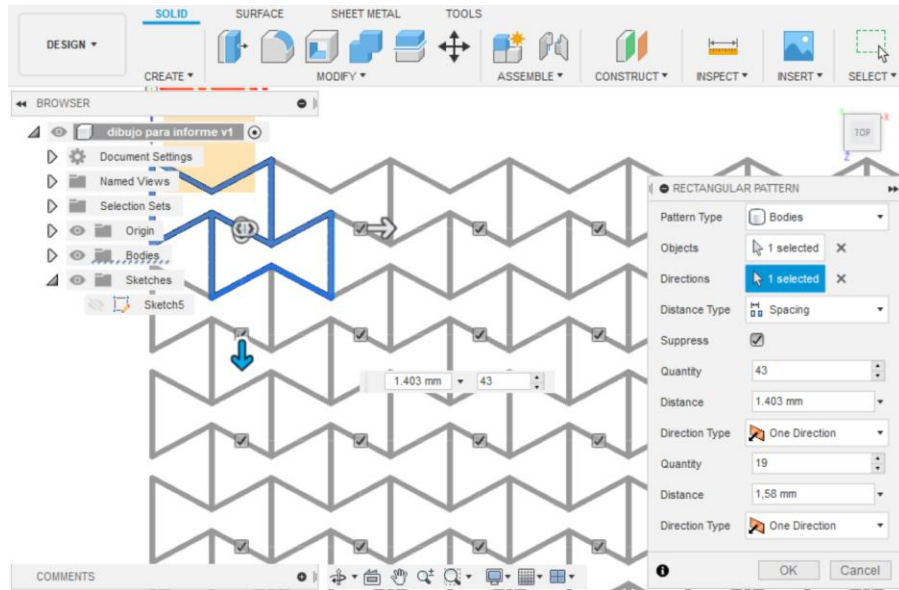 SOLID SURFACE SHEET METAL TOOLS
DESIGN
CREATE MODIFY ASSEMBLE CONSTRUCT INSPECT INSERT SELECT
BROWSER
dibujo para informe v1
Document Settings
Named Views
Selection Sets
Origin
Bodies
Sketches
Sketch5
TOP
X
Z
1.403 mm 43
RECTANGULAR PATTERN
Pattern Type Bodies
Objects 1 selected
Directions 1 selected
Distance Type Spacing
Suppress
Quantity 43
Distance 1.403 mm
Direction Type One Direction
Quantity 19
Distance 1,58 mm
Direction Type One Direction
OK Cancel
COMMENTS